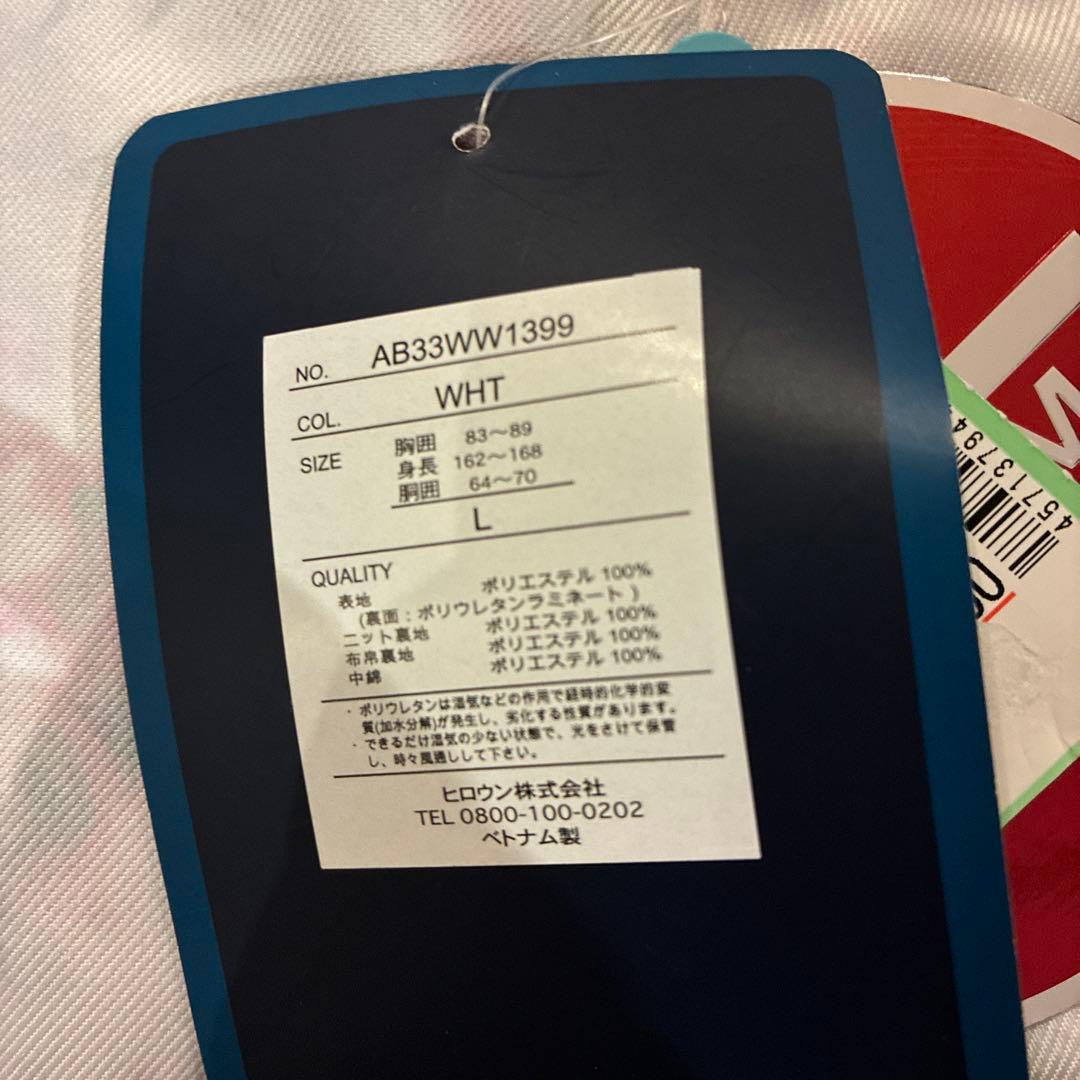 NO. AB33WW1399
COL. WHT
SIZE 胸囲 83〜89
身長 162〜168
胴囲 64〜70
L
QUALITY
表地 ポリエステル 100%
(裏面：ポリウレタンラミネート)
ニット裏地 ポリエステル 100%
布帛裏地 ポリエステル 100%
中綿 ポリエステル 100%
・ポリウレタンは湿気などの作用で経時的化学的変
質(加水分解)が発生し、劣化する性質があります。
・できるだけ湿気の少ない状態で、光をさけて保管
し、時々風通しして下さい。
ヒロウン株式会社
TEL 0800-100-0202
ベトナム製
4571379